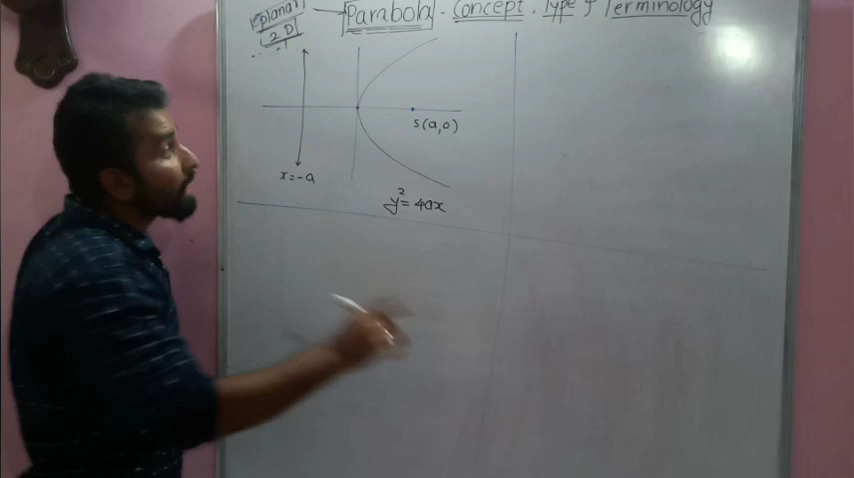 planar
(2D)
Parabola - Concept, Type & Terminology
S(a,0)
x=-a
y²=4ax